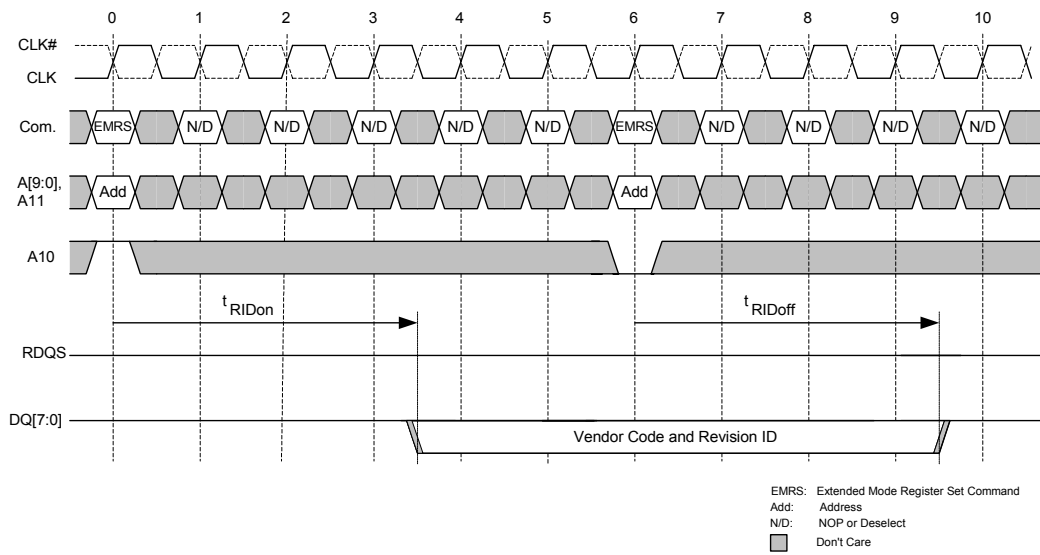 0 1 2 3 4 5 6 7 8 9 10
CLK#
CLK
Com. EMRS N/D N/D N/D N/D N/D EMRS N/D N/D N/D N/D
A[9:0],
A11
Add Add
A10
tRIDon tRIDoff
RDQS
DQ[7:0]
Vendor Code and Revision ID
EMRS: Extended Mode Register Set Command
Add: Address
N/D: NOP or Deselect
Don't Care